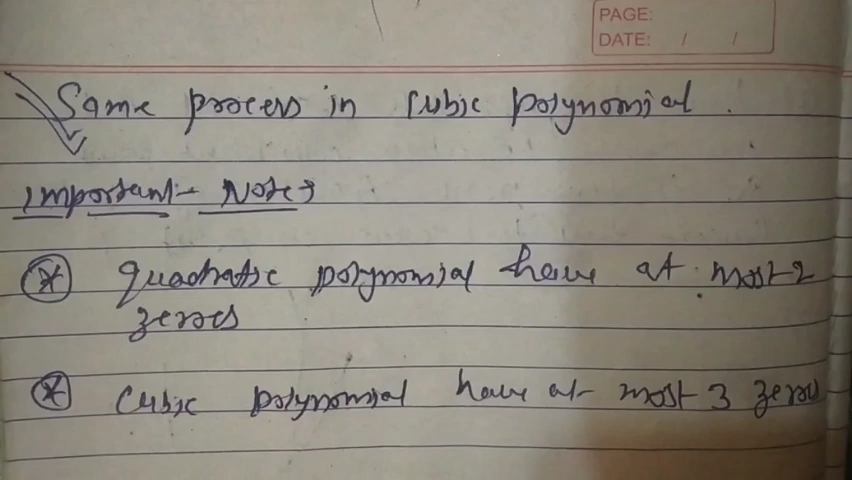 PAGE:
DATE: / /
Same process in cubic polynomial.
Important:- Note:
quadratic polynomial have at most 2
zeroes
cubic polynomial have at most 3 zeros